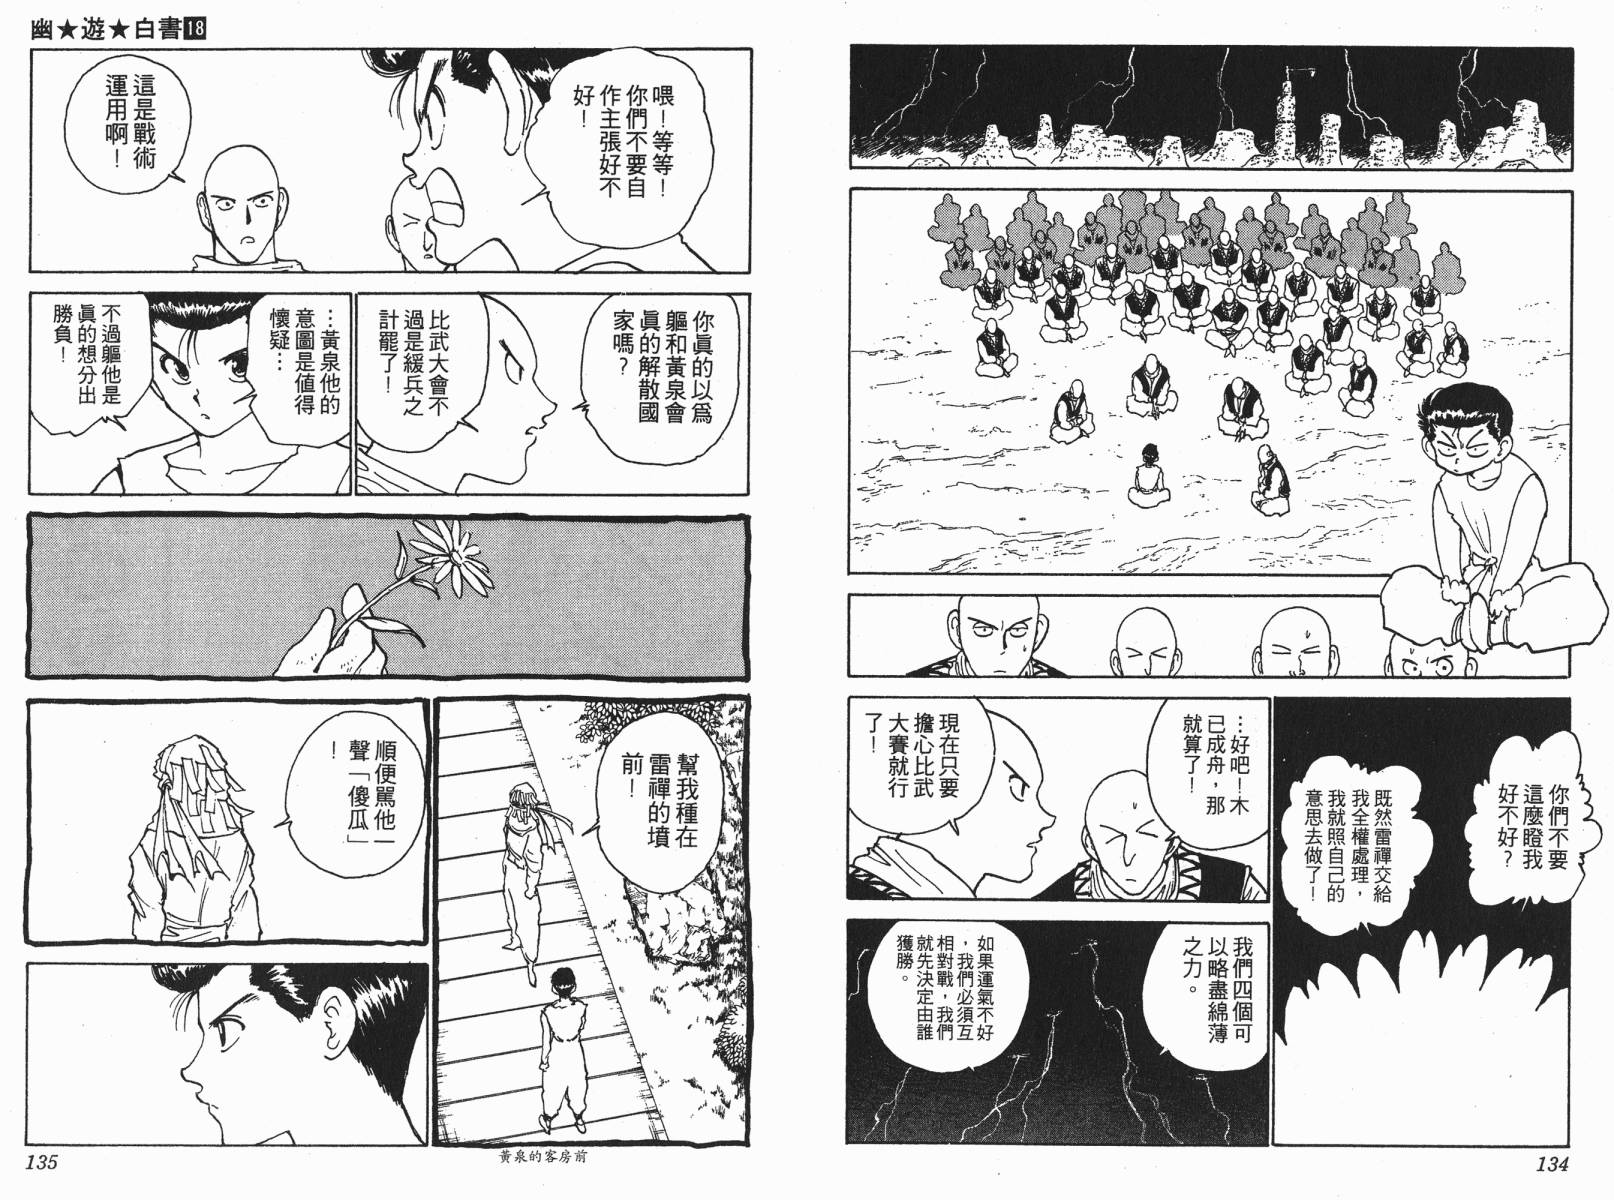 幽★遊★白書18
你們不要
這麼瞪我
好不好？
既然雷禪交給
我全權處理，
我就照自己的
意思去做了！
…好吧！木
已成舟，那
就算了！
現在只要
擔心比武
大賽就行
了！
我們四個可
以略盡綿薄
之力。
如果運氣不好
，我們必須互
相對戰，我們
就先決定由誰
獲勝。
134
喂！等等！
你們不要自
作主張好不
好！
這是戰術
運用啊！
你真的以為
軀和黃泉會
真的解散國
家嗎？
比武大會不
過是緩兵之
計罷了！
…黃泉他的
意圖是值得
懷疑…
不過軀他是
真的想分出
勝負！
幫我種在
雷禪的墳
前！
順便罵他一
聲「傻瓜」
！
黃泉的客房前
135